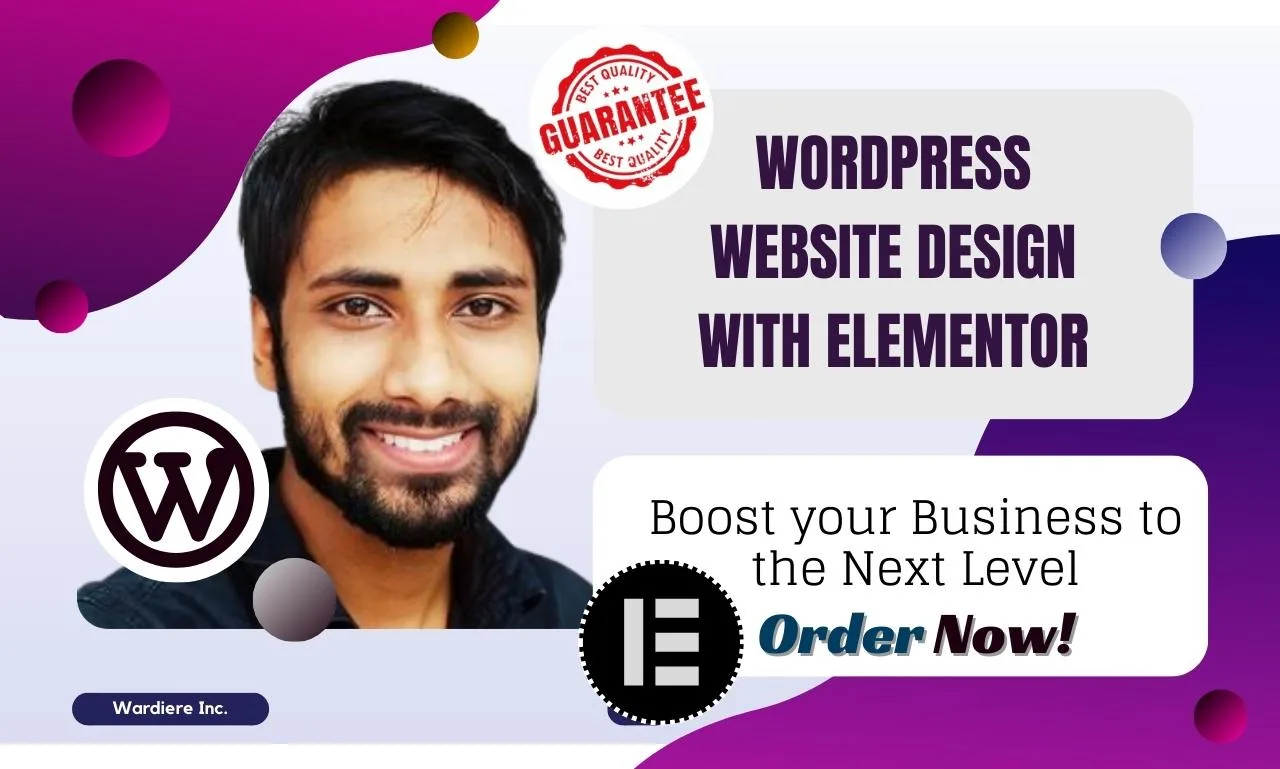 BEST QUALITY
GUARANTEE
BEST QUALITY
WORDPRESS
WEBSITE DESIGN
WITH ELEMENTOR
W
Boost your Business to
the Next Level
Order Now!
Wardiere Inc.